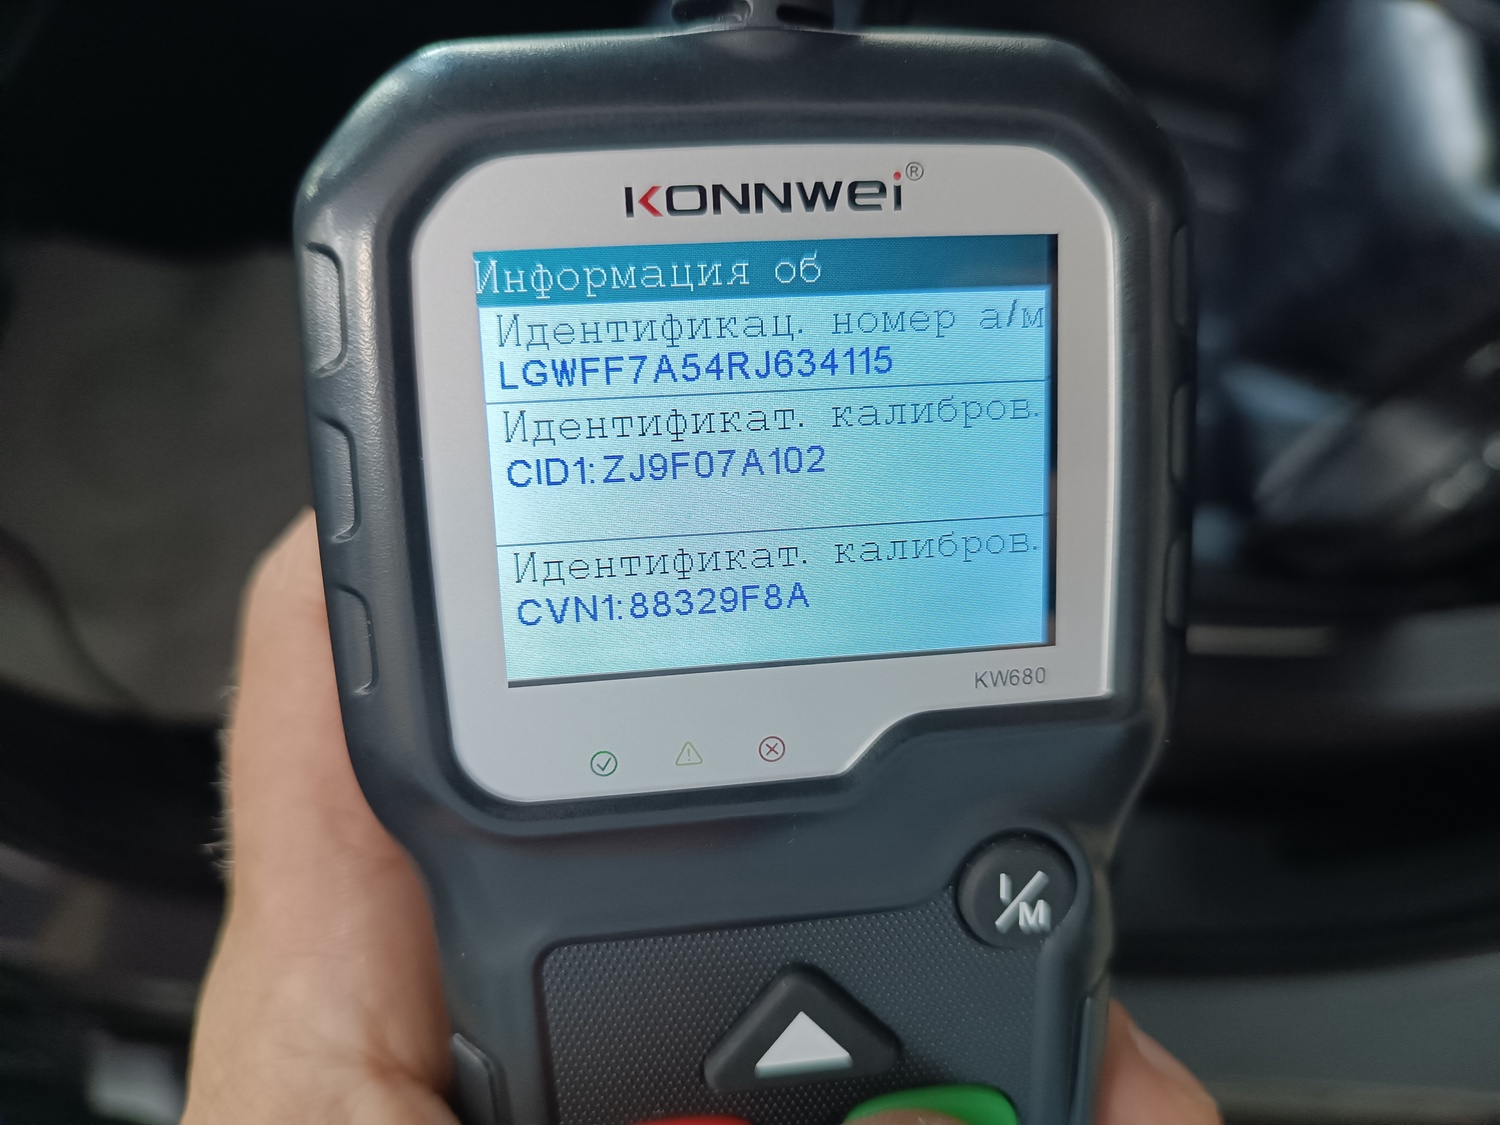 KONNWEI®
Информация об
Идентификац. номер а/м
LGWFF7A54RJ634115
Идентификат. калибров.
CID1:ZJ9F07A102
Идентификат. калибров.
CVN1:88329F8A
KW680
I/M